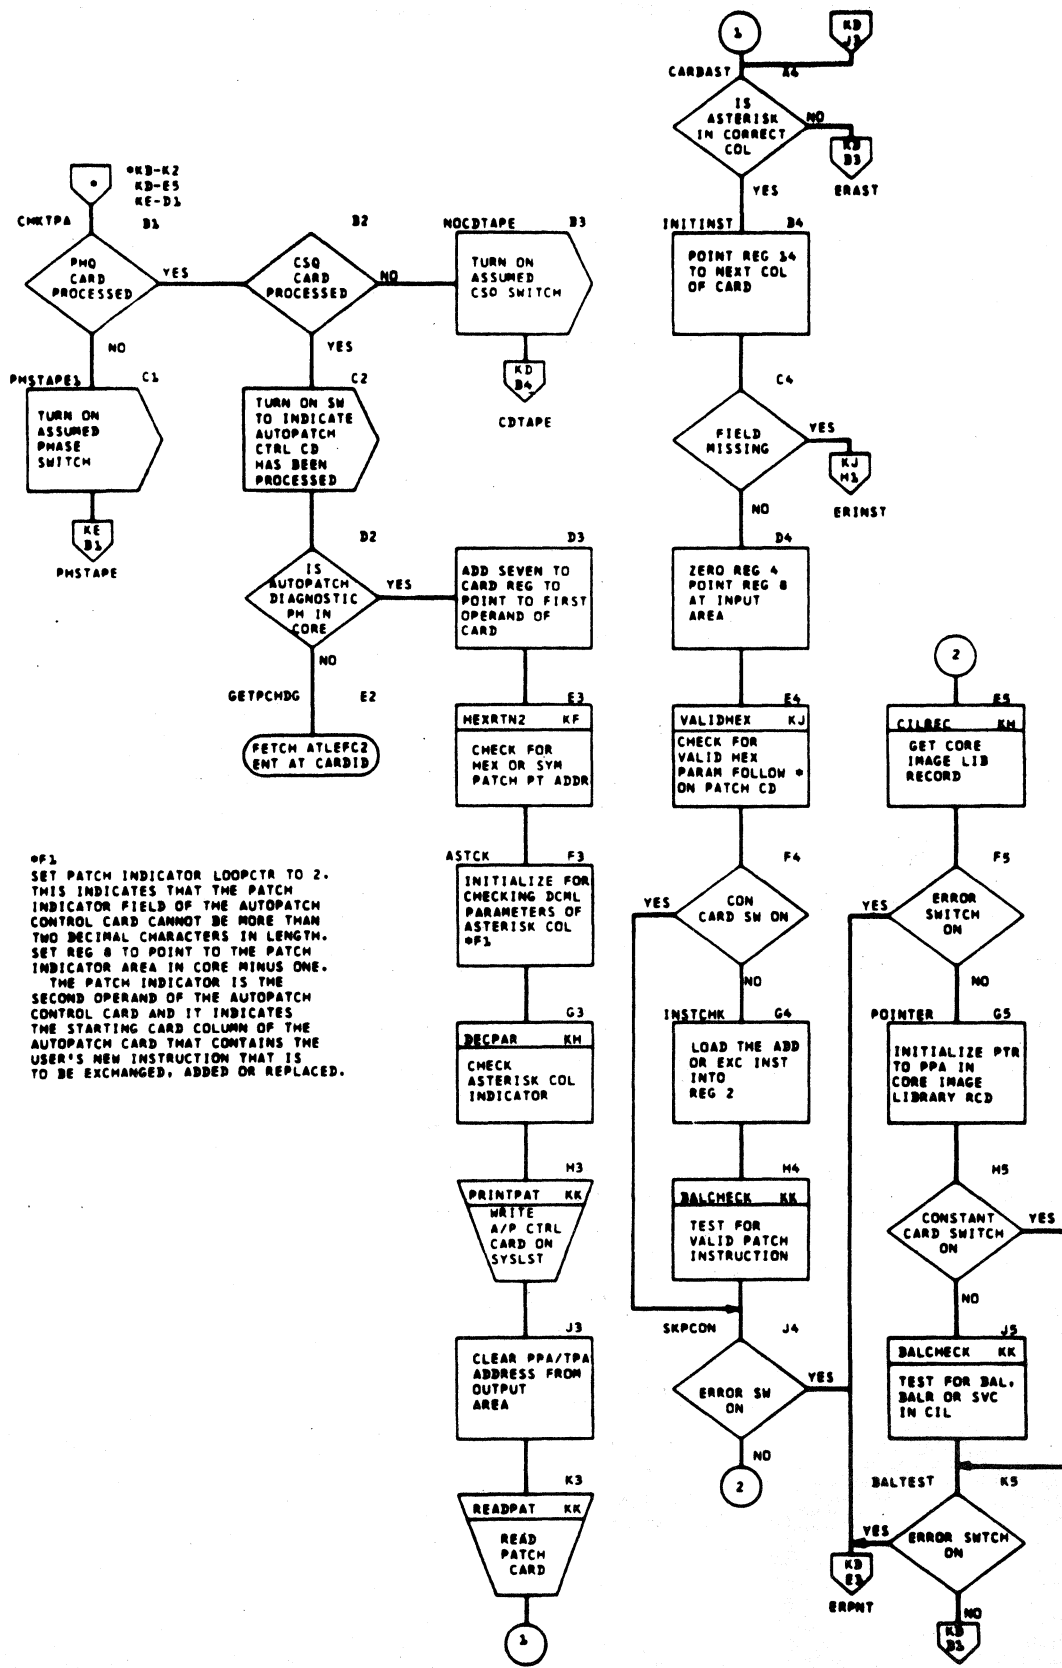 *KB-K2
KD-E5
KE-D1
*
CHKTPA
B1
PHQ
CARD
PROCESSED
YES
NO
PHSTAPE1
C1
TURN ON
ASSUMED
PHASE
SWITCH
KE
B1
PHSTAPE
B2
CSQ
CARD
PROCESSED
NO
YES
C2
TURN ON SW
TO INDICATE
AUTOPATCH
CTRL CD
HAS BEEN
PROCESSED
D2
IS
AUTOPATCH
DIAGNOSTIC
PH IN
CORE
YES
NO
GETPCHDG
E2
FETCH ATLEFC2
ENT AT CARDID
NOCDTAPE
B3
TURN ON
ASSUMED
CSQ SWITCH
KD
B4
CDTAPE
D3
ADD SEVEN TO
CARD REG TO
POINT TO FIRST
OPERAND OF
CARD
E3
HEXRTN2 KF
CHECK FOR
HEX OR SYM
PATCH PT ADDR
ASTCK
F3
INITIALIZE FOR
CHECKING DCML
PARAMETERS OF
ASTERISK COL
*F1
G3
DECPAR KH
CHECK
ASTERISK COL
INDICATOR
H3
PRINTPAT KK
WRITE
A/P CTRL
CARD ON
SYSLST
J3
CLEAR PPA/TPA
ADDRESS FROM
OUTPUT
AREA
K3
READPAT KK
READ
PATCH
CARD
1
*F1
SET PATCH INDICATOR LOOPCTR TO 2.
THIS INDICATES THAT THE PATCH
INDICATOR FIELD OF THE AUTOPATCH
CONTROL CARD CANNOT BE MORE THAN
TWO DECIMAL CHARACTERS IN LENGTH.
SET REG 8 TO POINT TO THE PATCH
INDICATOR AREA IN CORE MINUS ONE.
THE PATCH INDICATOR IS THE
SECOND OPERAND OF THE AUTOPATCH
CONTROL CARD AND IT INDICATES
THE STARTING CARD COLUMN OF THE
AUTOPATCH CARD THAT CONTAINS THE
USER'S NEW INSTRUCTION THAT IS
TO BE EXCHANGED, ADDED OR REPLACED.
1
KD
J3
CARDAST
A4
IS
ASTERISK
IN CORRECT
COL
NO
KD
B3
ERAST
YES
INITINST
B4
POINT REG 14
TO NEXT COL
OF CARD
C4
FIELD
MISSING
YES
KJ
H1
ERINST
NO
D4
ZERO REG 4
POINT REG 8
AT INPUT
AREA
E4
VALIDHEX KJ
CHECK FOR
VALID HEX
PARAM FOLLOW *
ON PATCH CD
F4
CON
CARD SW ON
YES
NO
INSTCHK
G4
LOAD THE ADD
OR EXC INST
INTO
REG 2
H4
BALCHECK KK
TEST FOR
VALID PATCH
INSTRUCTION
SKPCON
J4
ERROR SW
ON
YES
NO
2
2
E5
CILREC KH
GET CORE
IMAGE LIB
RECORD
F5
ERROR
SWITCH
ON
YES
NO
POINTER
G5
INITIALIZE PTR
TO PPA IN
CORE IMAGE
LIBRARY RCD
H5
CONSTANT
CARD SWITCH
ON
YES
NO
J5
BALCHECK KK
TEST FOR BAL,
BALR OR SVC
IN CIL
BALTEST
K5
ERROR SWTCH
ON
YES
KD
E3
ERPNT
NO
KD
B1